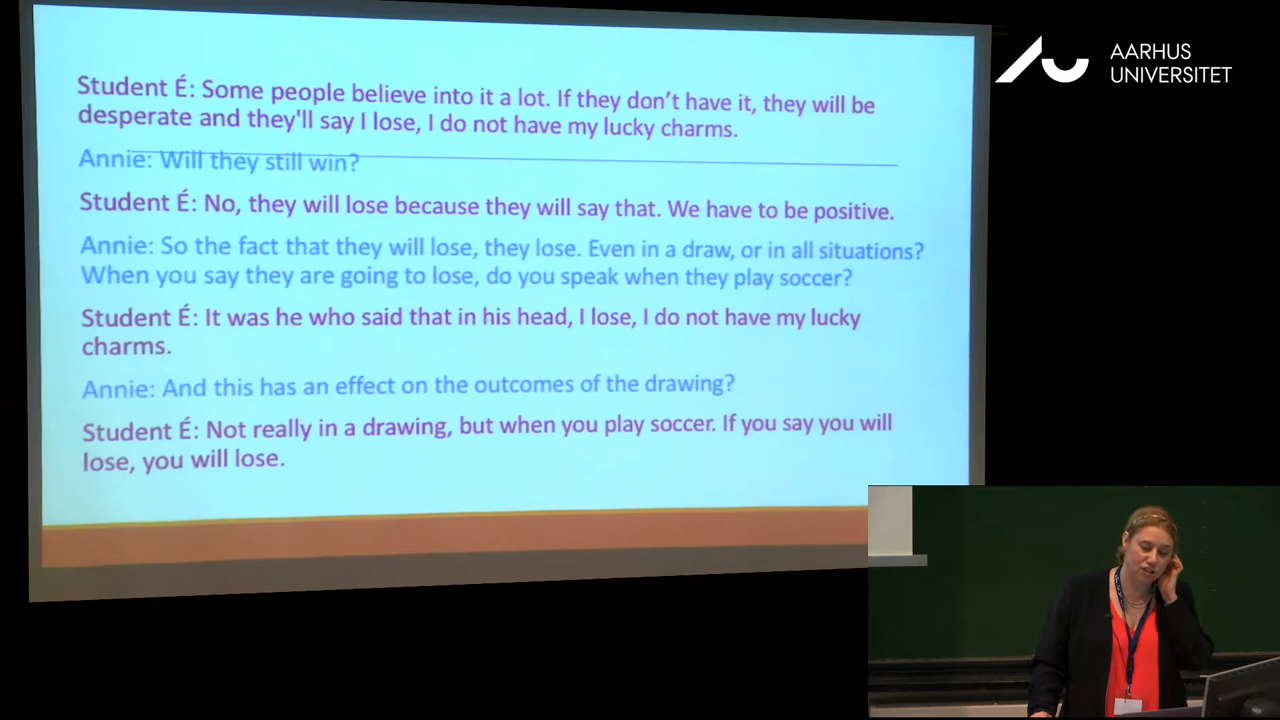 Student É: Some people believe into it a lot. If they don't have it, they will be
desperate and they'll say I lose, I do not have my lucky charms.
Annie: Will they still win?
Student É: No, they will lose because they will say that. We have to be positive.
Annie: So the fact that they will lose, they lose. Even in a draw, or in all situations?
When you say they are going to lose, do you speak when they play soccer?
Student É: It was he who said that in his head, I lose, I do not have my lucky
charms.
Annie: And this has an effect on the outcomes of the drawing?
Student É: Not really in a drawing, but when you play soccer. If you say you will
lose, you will lose.
AARHUS
UNIVERSITET